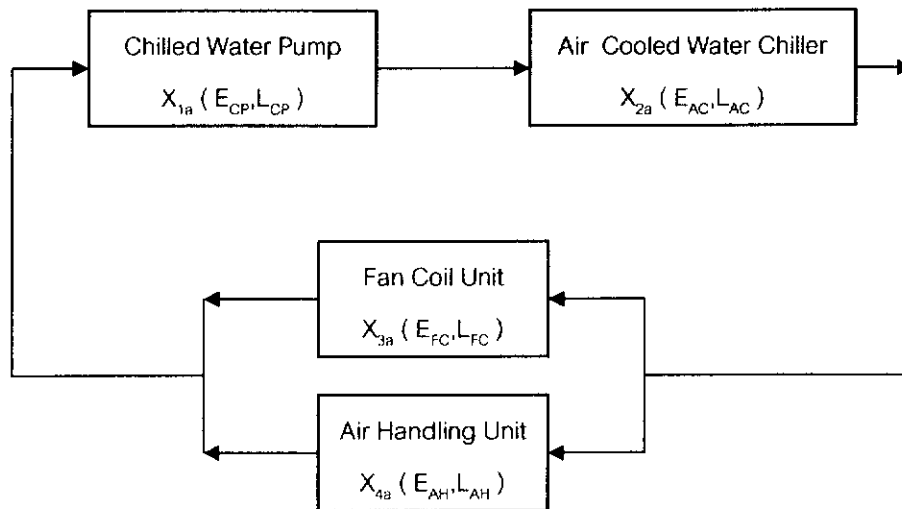 Chilled Water Pump
X1a ( ECP,LCP )
Air Cooled Water Chiller
X2a ( EAC,LAC )
Fan Coil Unit
X3a ( EFC,LFC )
Air Handling Unit
X4a ( EAH,LAH )